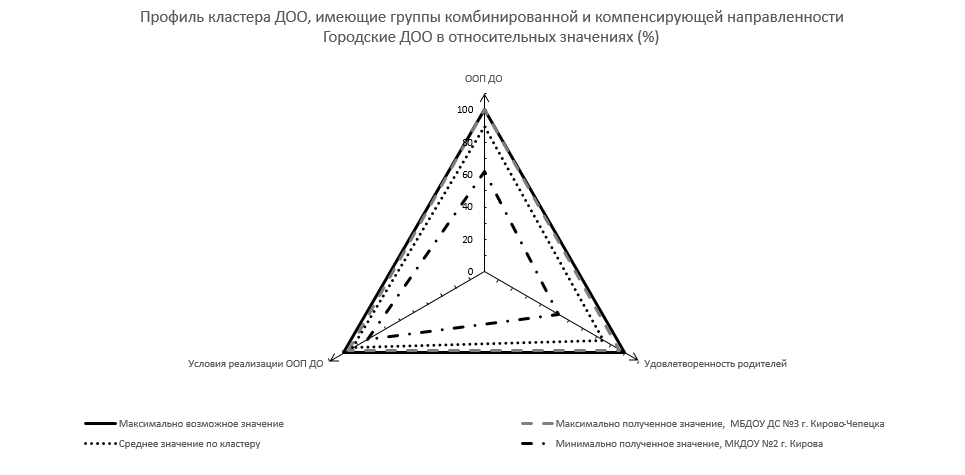 Профиль кластера ДОО, имеющие группы комбинированной и компенсирующей направленности
Городские ДОО в относительных значениях (%)
ООП ДО
100
80
60
40
20
0
Условия реализации ООП ДО
Удовлетворенность родителей
Максимально возможное значение
Максимально полученное значение, МБДОУ ДС №3 г. Кирово-Чепецка
Среднее значение по кластеру
Минимально полученное значение, МКДОУ №2 г. Кирова